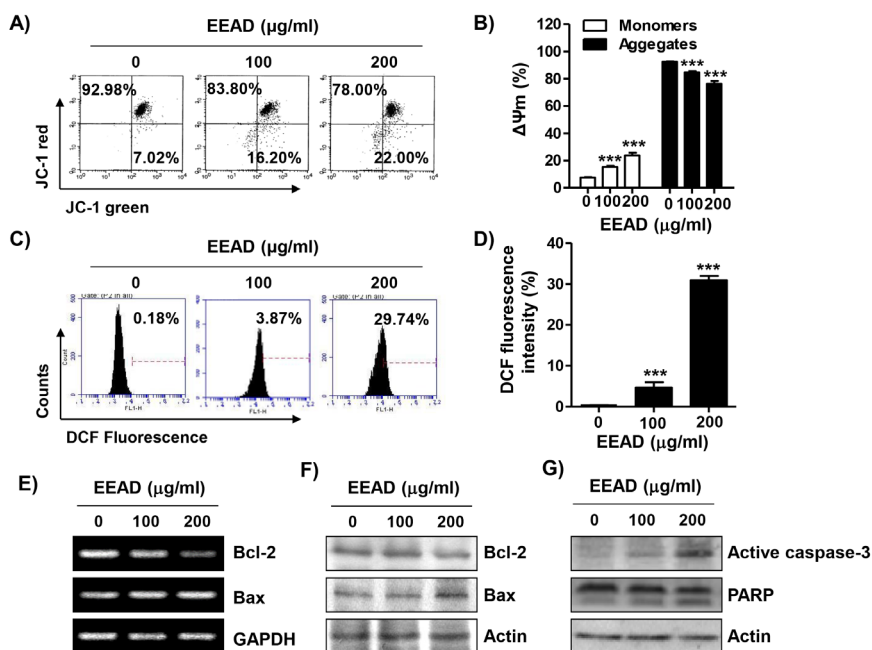 A)
EEAD (µg/ml)
0 100 200
92.98% 83.80% 78.00%
7.02% 16.20% 22.00%
JC-1 red
JC-1 green
B)
Monomers
Aggegates
ΔΨm (%)
120
100
80
60
40
20
0
*** *** *** ***
0 100 200 0 100 200
EEAD (µg/ml)
C)
EEAD (µg/ml)
0 100 200
0.18% 3.87% 29.74%
Count
FL1-H FL1-H FL1-H
Counts
DCF Fluorescence
D)
DCF fluorescence
intensity (%)
40
30
20
10
0
*** ***
0 100 200
EEAD (µg/ml)
E)
EEAD (µg/ml)
0 100 200
Bcl-2
Bax
GAPDH
F)
EEAD (µg/ml)
0 100 200
Bcl-2
Bax
Actin
G)
EEAD (µg/ml)
0 100 200
Active caspase-3
PARP
Actin